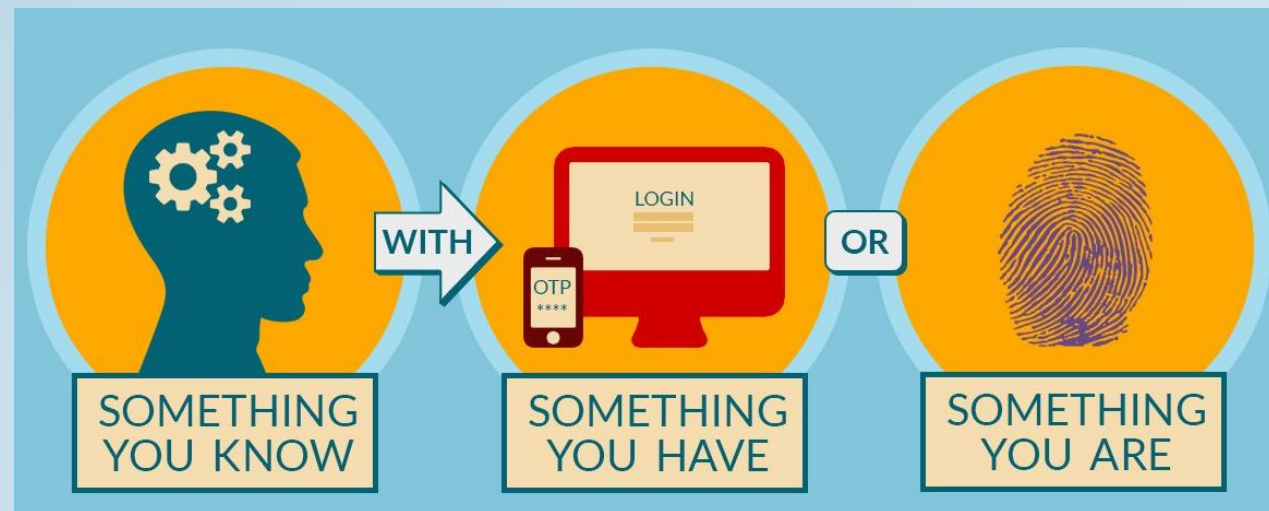 SOMETHING
YOU KNOW
WITH
LOGIN
OTP
****
SOMETHING
YOU HAVE
OR
SOMETHING
YOU ARE